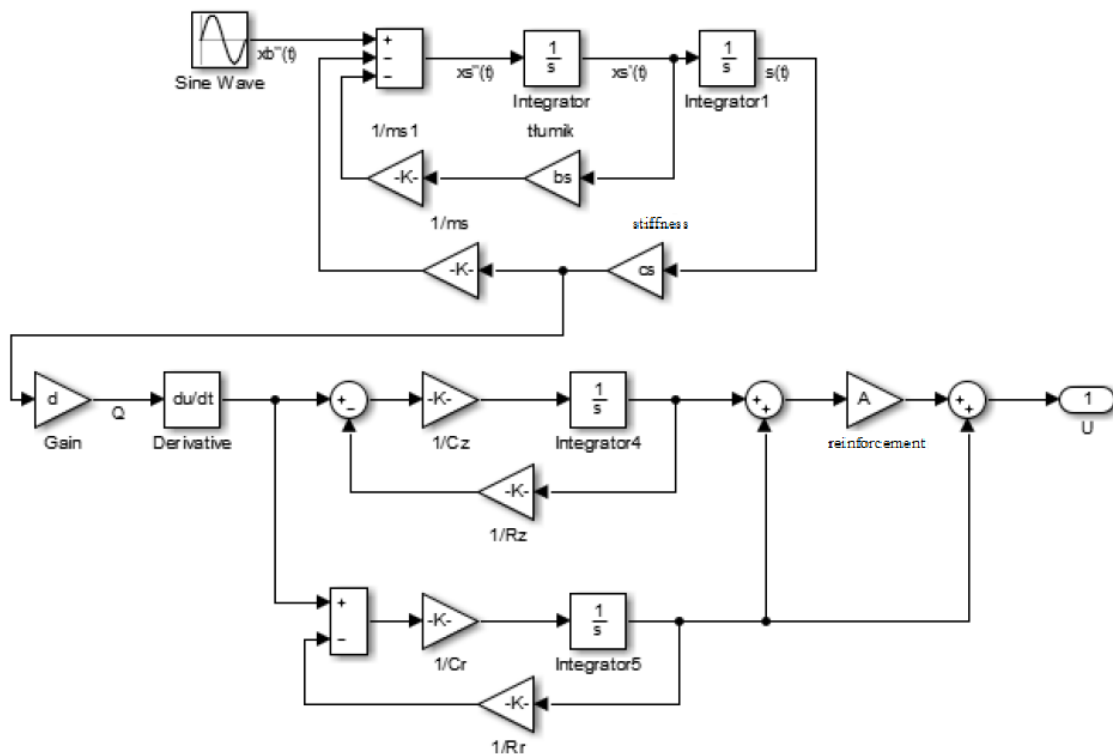 +
−
−
xb''(t)
Sine Wave
xs''(t)
1
s
Integrator
xs'(t)
1
s
Integrator1
s(t)
1/ms1
-K-
tłumik
bs
1/ms
-K-
stiffness
cs
d
Gain
Q
du/dt
Derivative
+
−
-K-
1/Cz
1
s
Integrator4
-K-
1/Rz
+
+
A
reinforcement
+
+
1
U
+
−
-K-
1/Cr
1
s
Integrator5
-K-
1/Rr